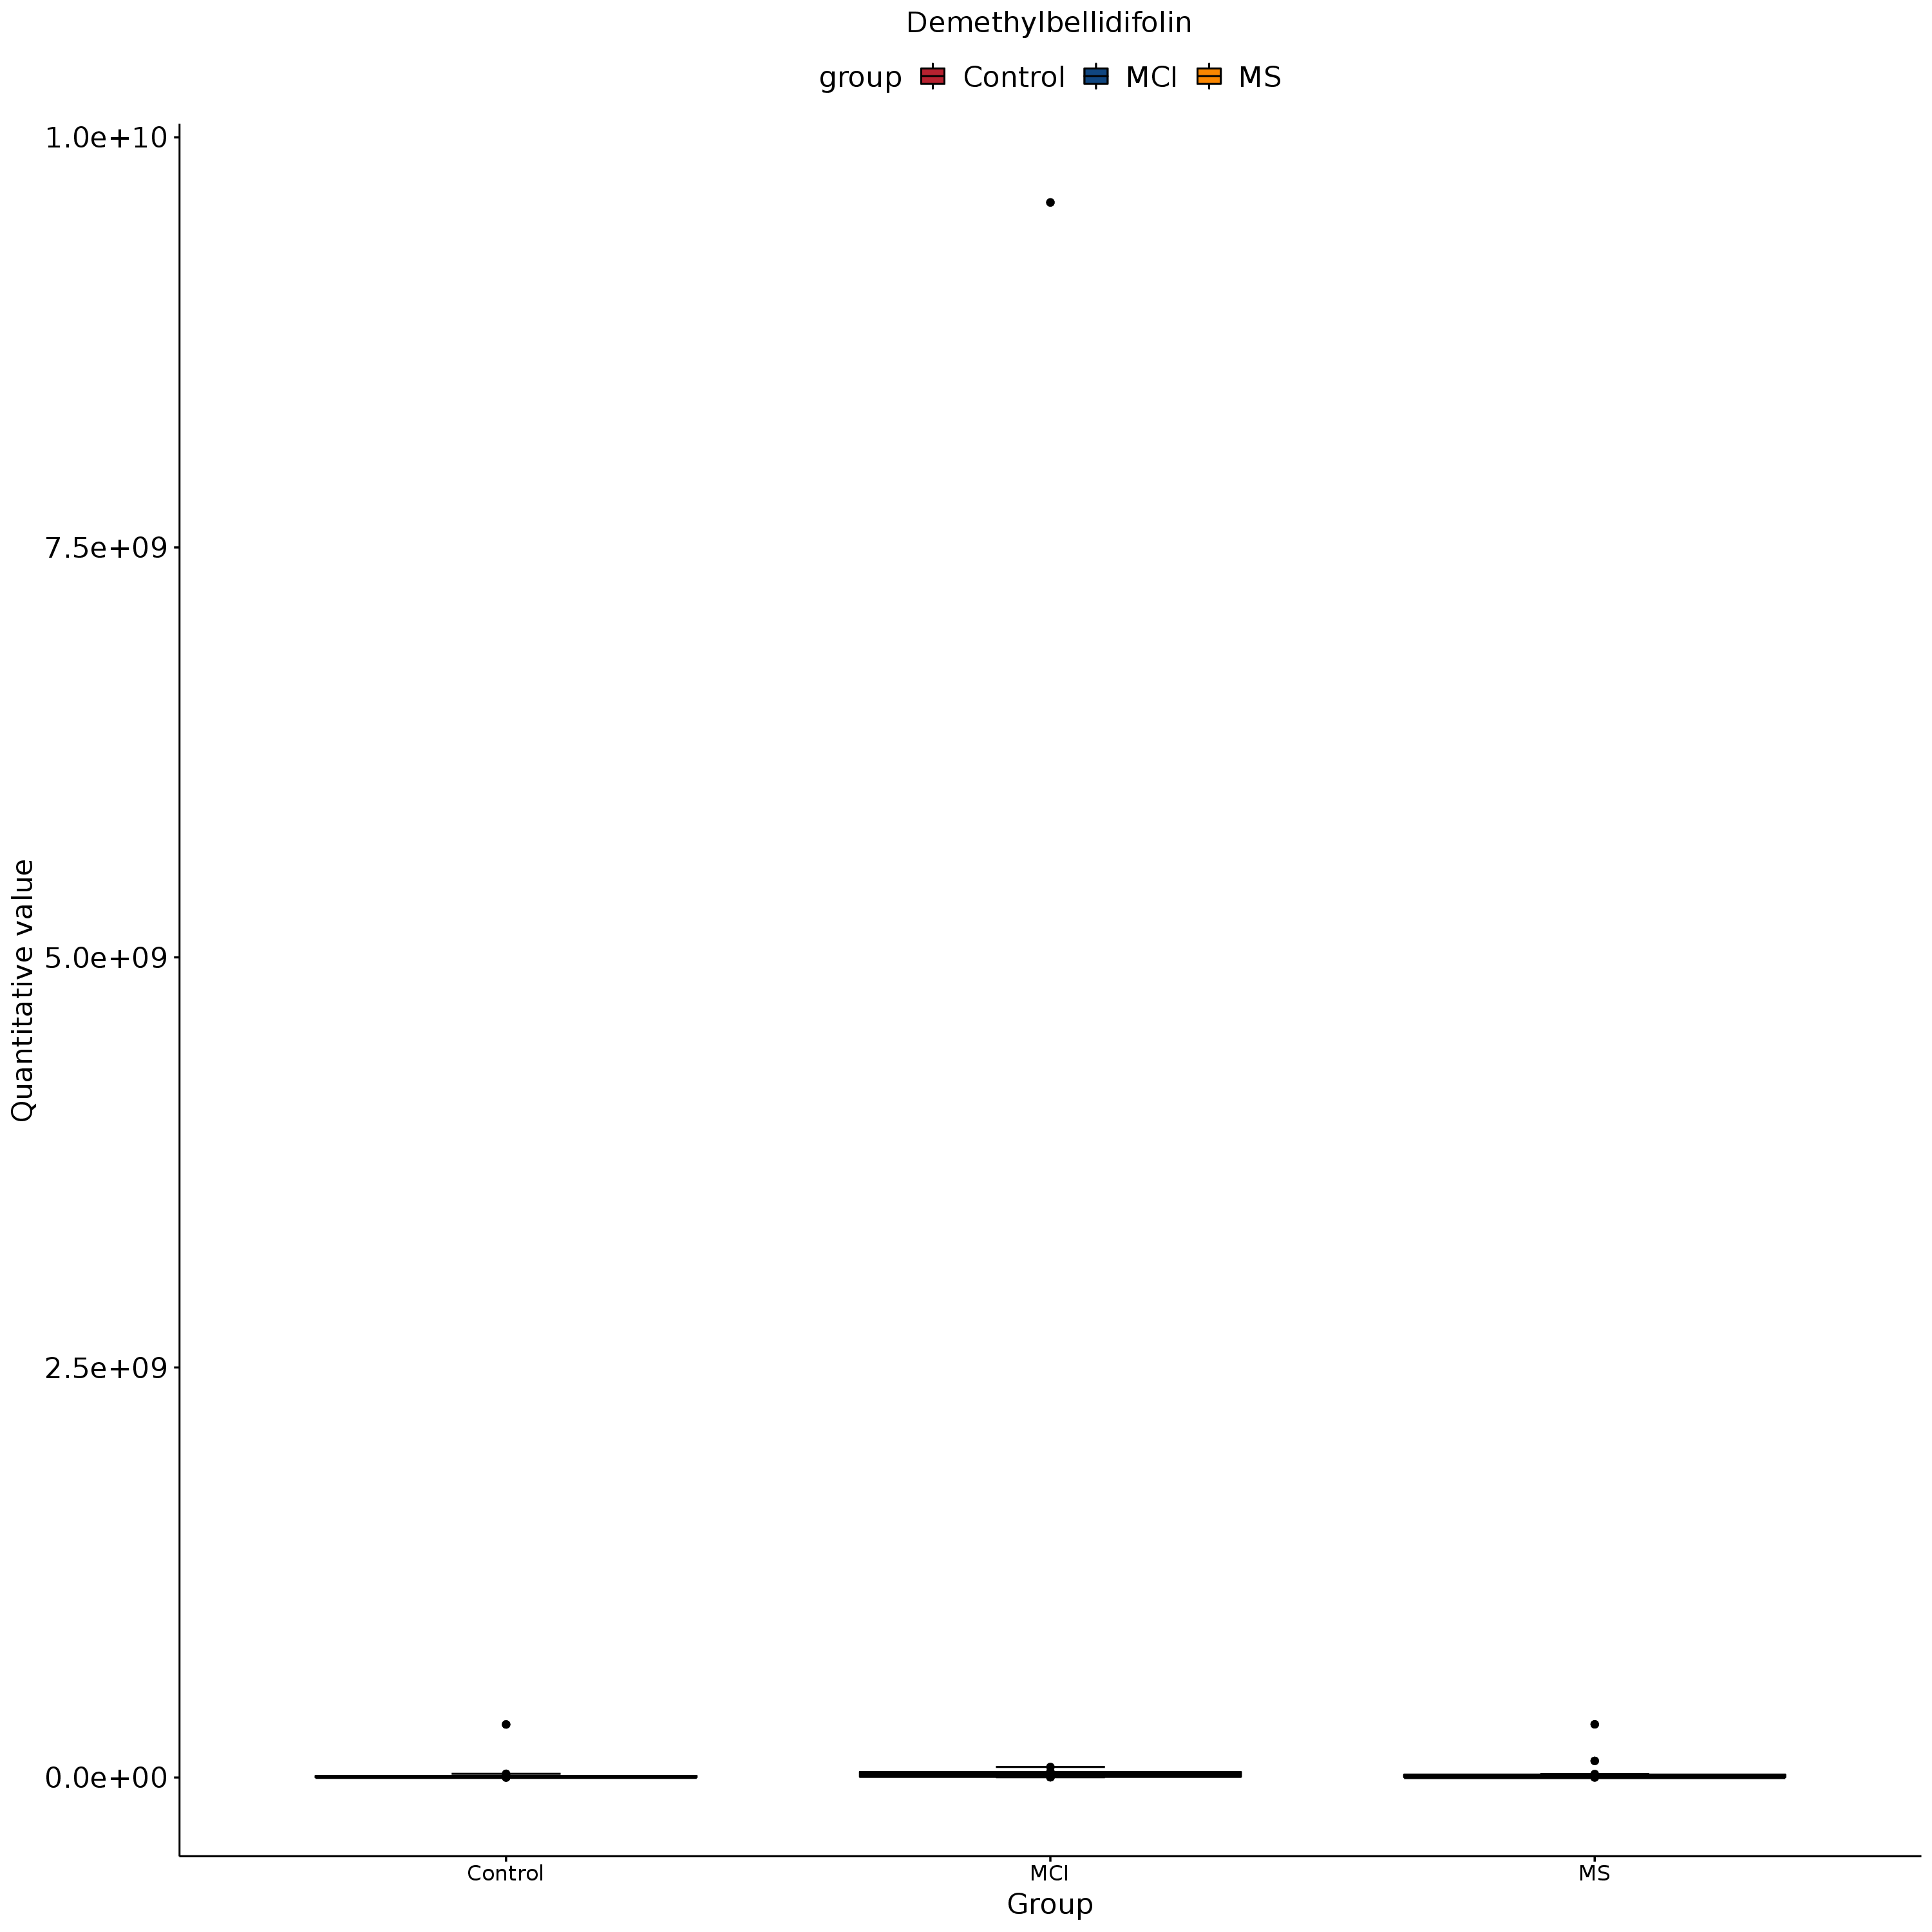 Demethylbellidifolin
group Control MCI MS
1.0e+10
7.5e+09
5.0e+09
2.5e+09
0.0e+00
Quantitative value
Control MCI MS
Group